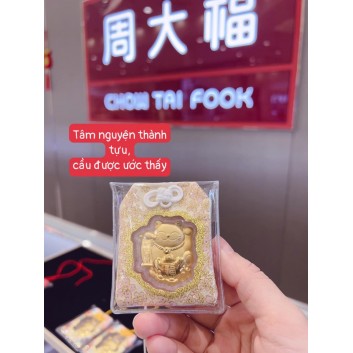 周大福
CHOW TAI FOOK
Tâm nguyện thành
tựu,
cầu được ước thấy